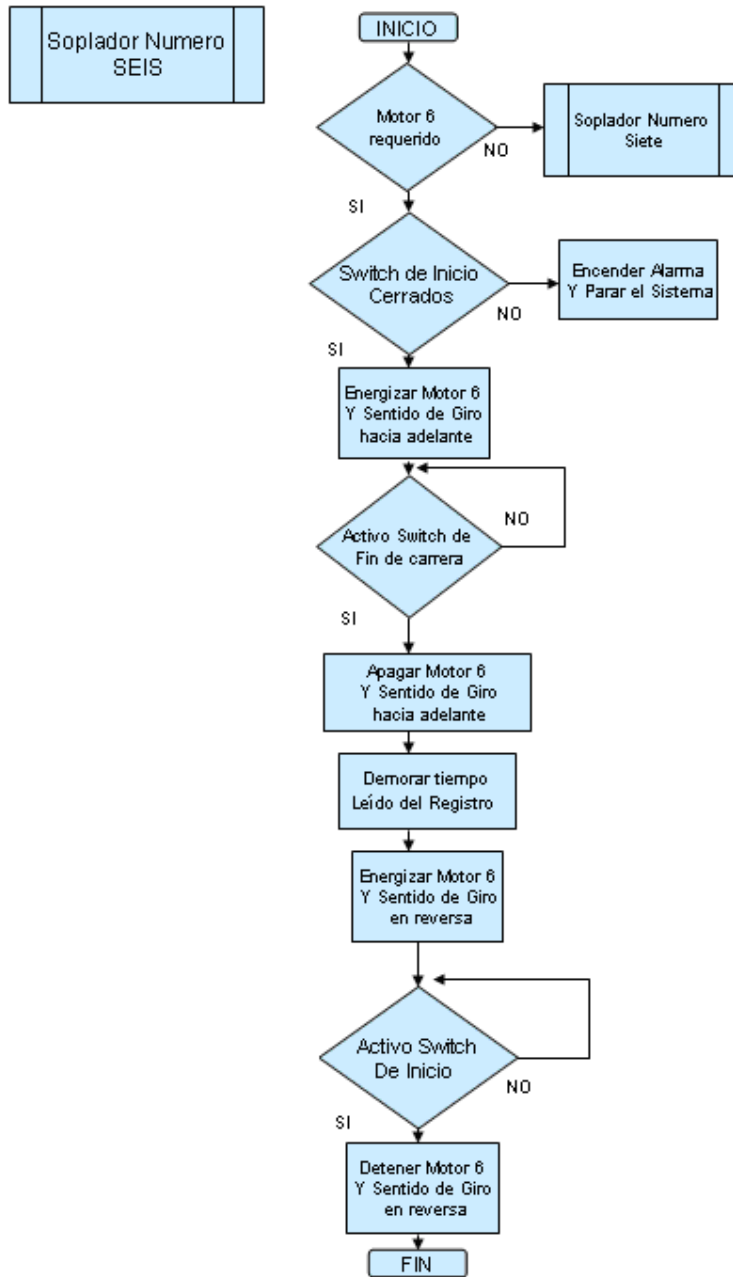 Soplador Numero
SEIS
INICIO
Motor 6
requerido
NO
Soplador Numero
Siete
SI
Switch de Inicio
Cerrados
NO
Encender Alarma
Y Parar el Sistema
SI
Energizar Motor 6
Y Sentido de Giro
hacia adelante
Activo Switch de
Fin de carrera
NO
SI
Apagar Motor 6
Y Sentido de Giro
hacia adelante
Demorar tiempo
Leído del Registro
Energizar Motor 6
Y Sentido de Giro
en reversa
Activo Switch
De Inicio
NO
SI
Detener Motor 6
Y Sentido de Giro
en reversa
FIN